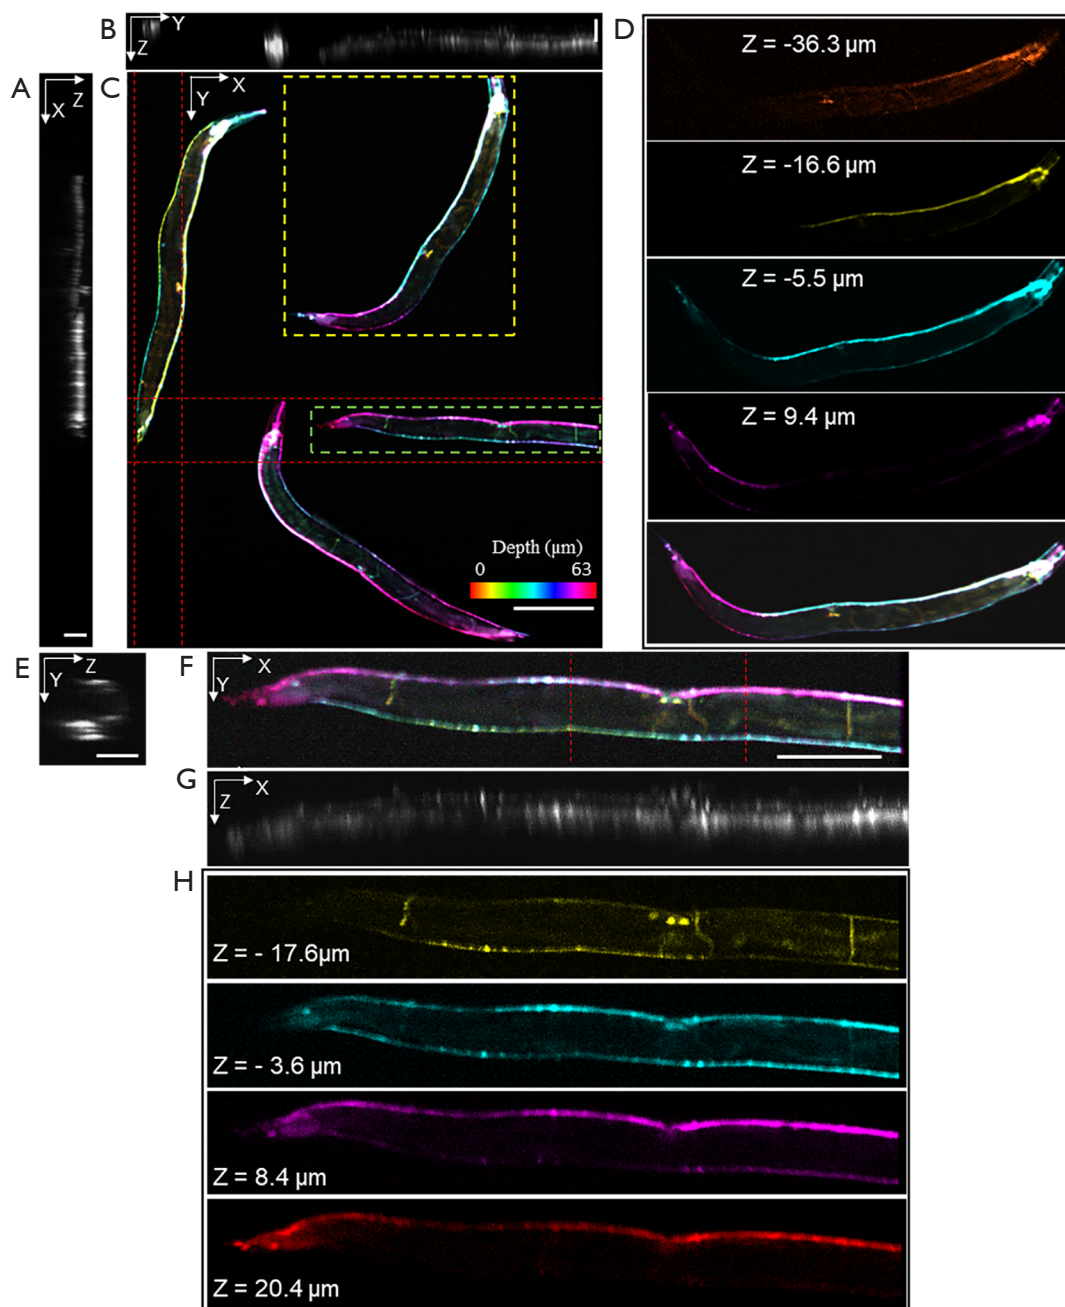 B
Y
Z
A
Z
X
C
X
Y
Depth (µm)
0
63
D
Z = -36.3 µm
Z = -16.6 µm
Z = -5.5 µm
Z = 9.4 µm
E
Z
Y
F
X
Y
G
X
Z
H
Z = - 17.6µm
Z = - 3.6 µm
Z = 8.4 µm
Z = 20.4 µm